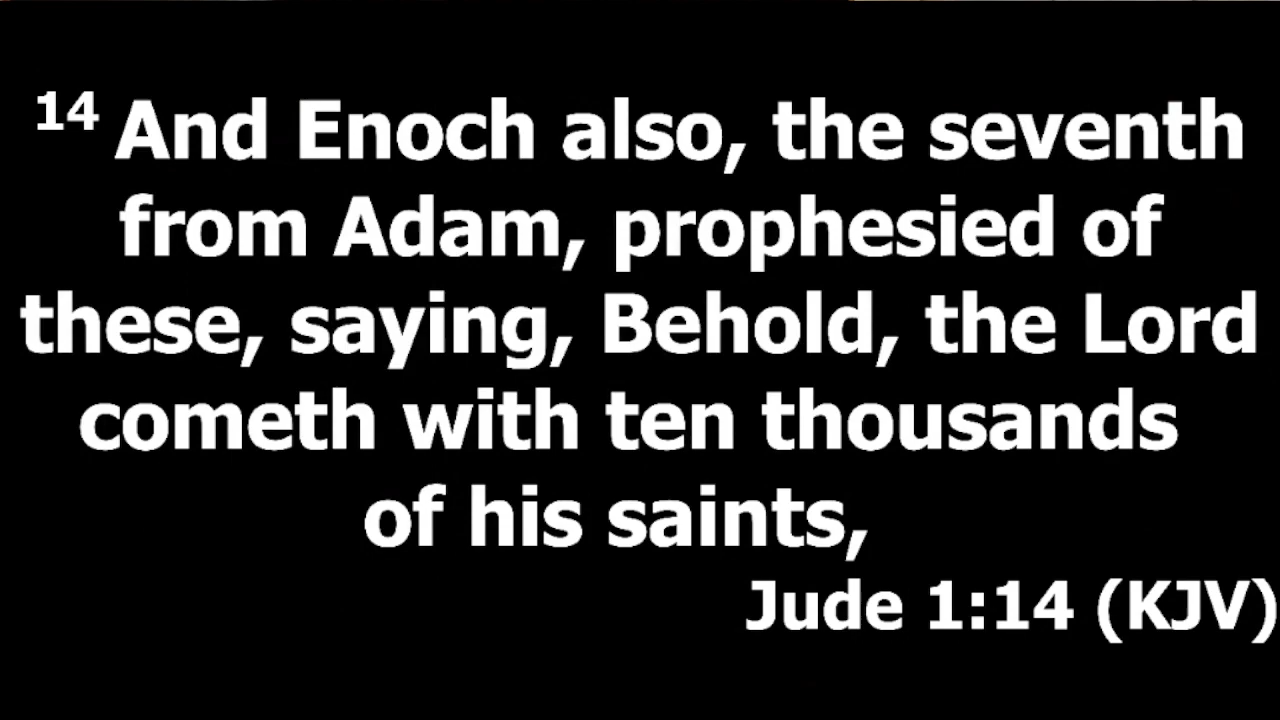 14 And Enoch also, the seventh
from Adam, prophesied of
these, saying, Behold, the Lord
cometh with ten thousands
of his saints,
Jude 1:14 (KJV)